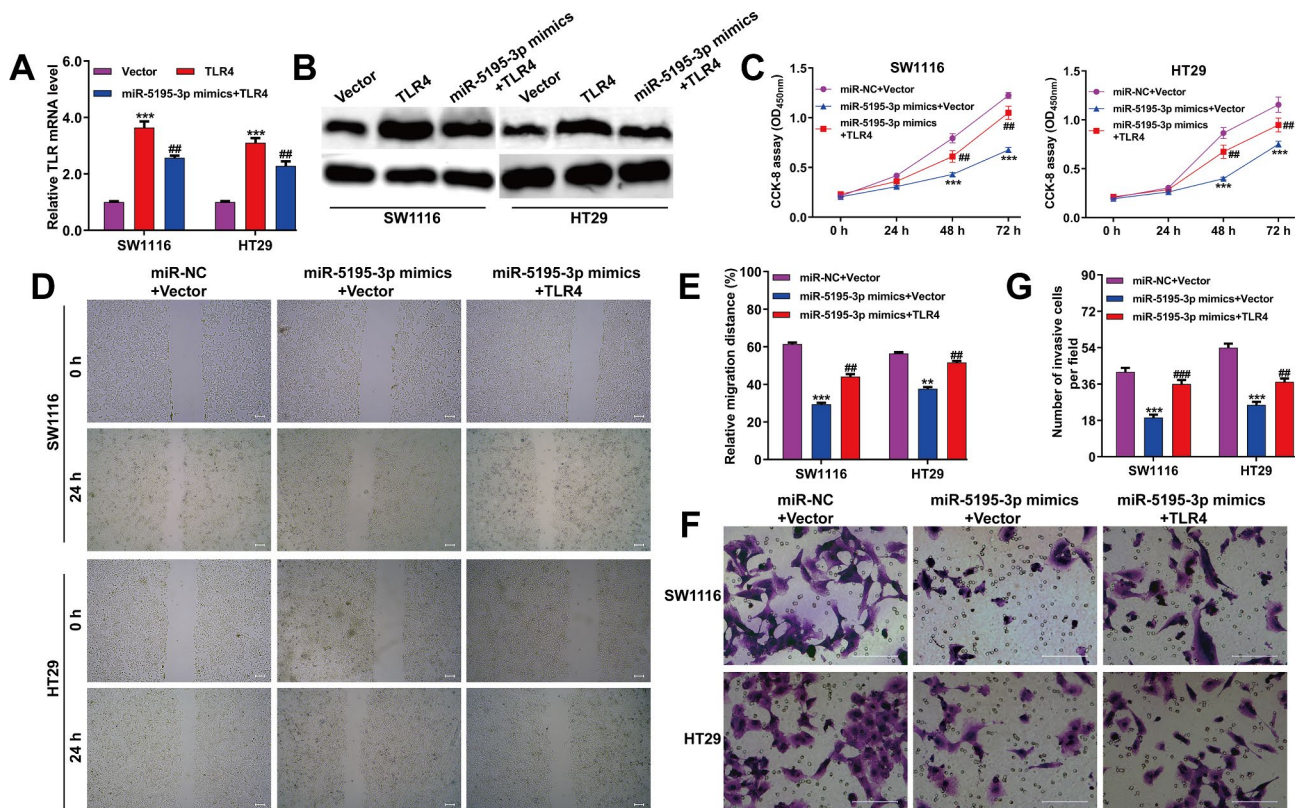 A
Relative TLR mRNA level
6.0
4.0
2.0
0.0
Vector
TLR4
miR-5195-3p mimics+TLR4
***
##
***
##
SW1116
HT29
B
Vector
TLR4
miR-5195-3p mimics
+TLR4
Vector
TLR4
miR-5195-3p mimics
+TLR4
SW1116
HT29
C
SW1116
CCK-8 assay (OD450nm)
1.5
1.0
0.5
0.0
miR-NC+Vector
miR-5195-3p mimics+Vector
miR-5195-3p mimics
+TLR4
##
***
##
***
0 h
24 h
48 h
72 h
HT29
CCK-8 assay (OD450nm)
1.5
1.0
0.5
0.0
miR-NC+Vector
miR-5195-3p mimics+Vector
miR-5195-3p mimics
+TLR4
##
***
##
***
0 h
24 h
48 h
72 h
D
miR-NC
+Vector
miR-5195-3p mimics
+Vector
miR-5195-3p mimics
+TLR4
SW1116
0 h
24 h
HT29
0 h
24 h
E
Relative migration distance (%)
100
80
60
40
20
0
miR-NC+Vector
miR-5195-3p mimics+Vector
miR-5195-3p mimics+TLR4
***
##
**
##
SW1116
HT29
G
Number of invasive cells
per field
90
72
54
36
18
0
miR-NC+Vector
miR-5195-3p mimics+Vector
miR-5195-3p mimics+TLR4
***
###
***
##
SW1116
HT29
F
miR-NC
+Vector
miR-5195-3p mimics
+Vector
miR-5195-3p mimics
+TLR4
SW1116
HT29